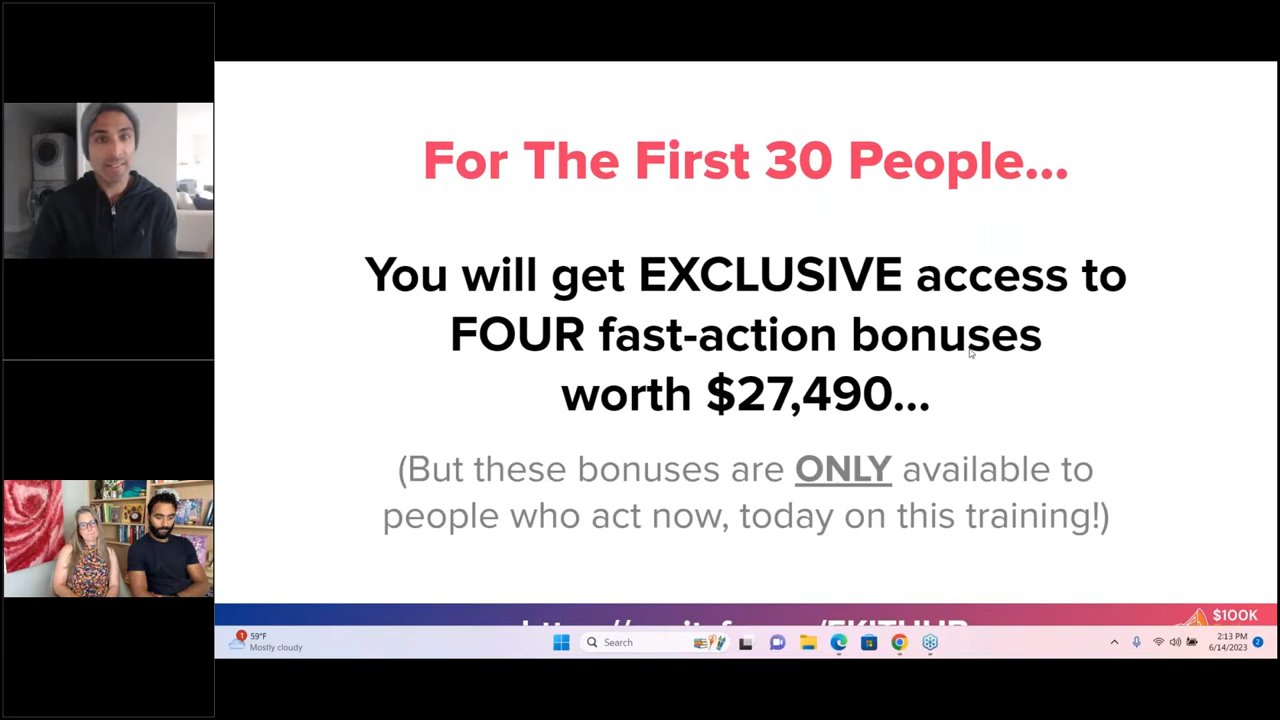 For The First 30 People...
You will get EXCLUSIVE access to
FOUR fast-action bonuses
worth $27,490...
(But these bonuses are ONLY available to
people who act now, today on this training!)
$100K
1
59°F
Mostly cloudy
Search
2:13 PM
6/14/2023
2